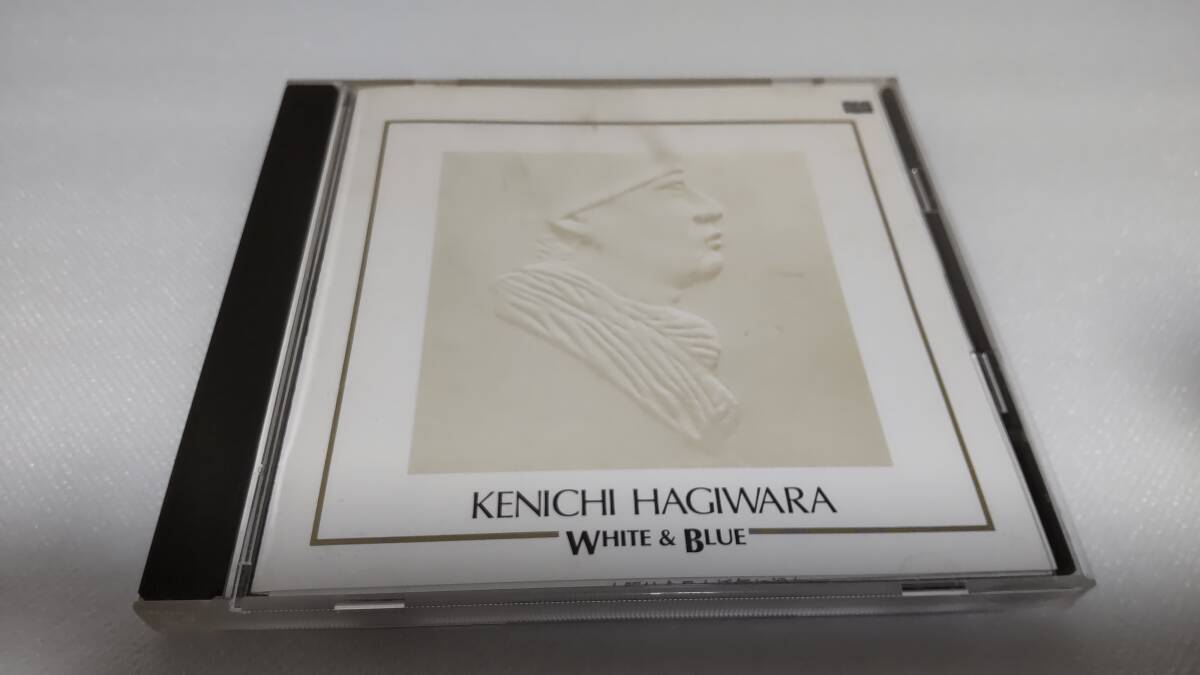 KENICHI HAGIWARA
WHITE & BLUE